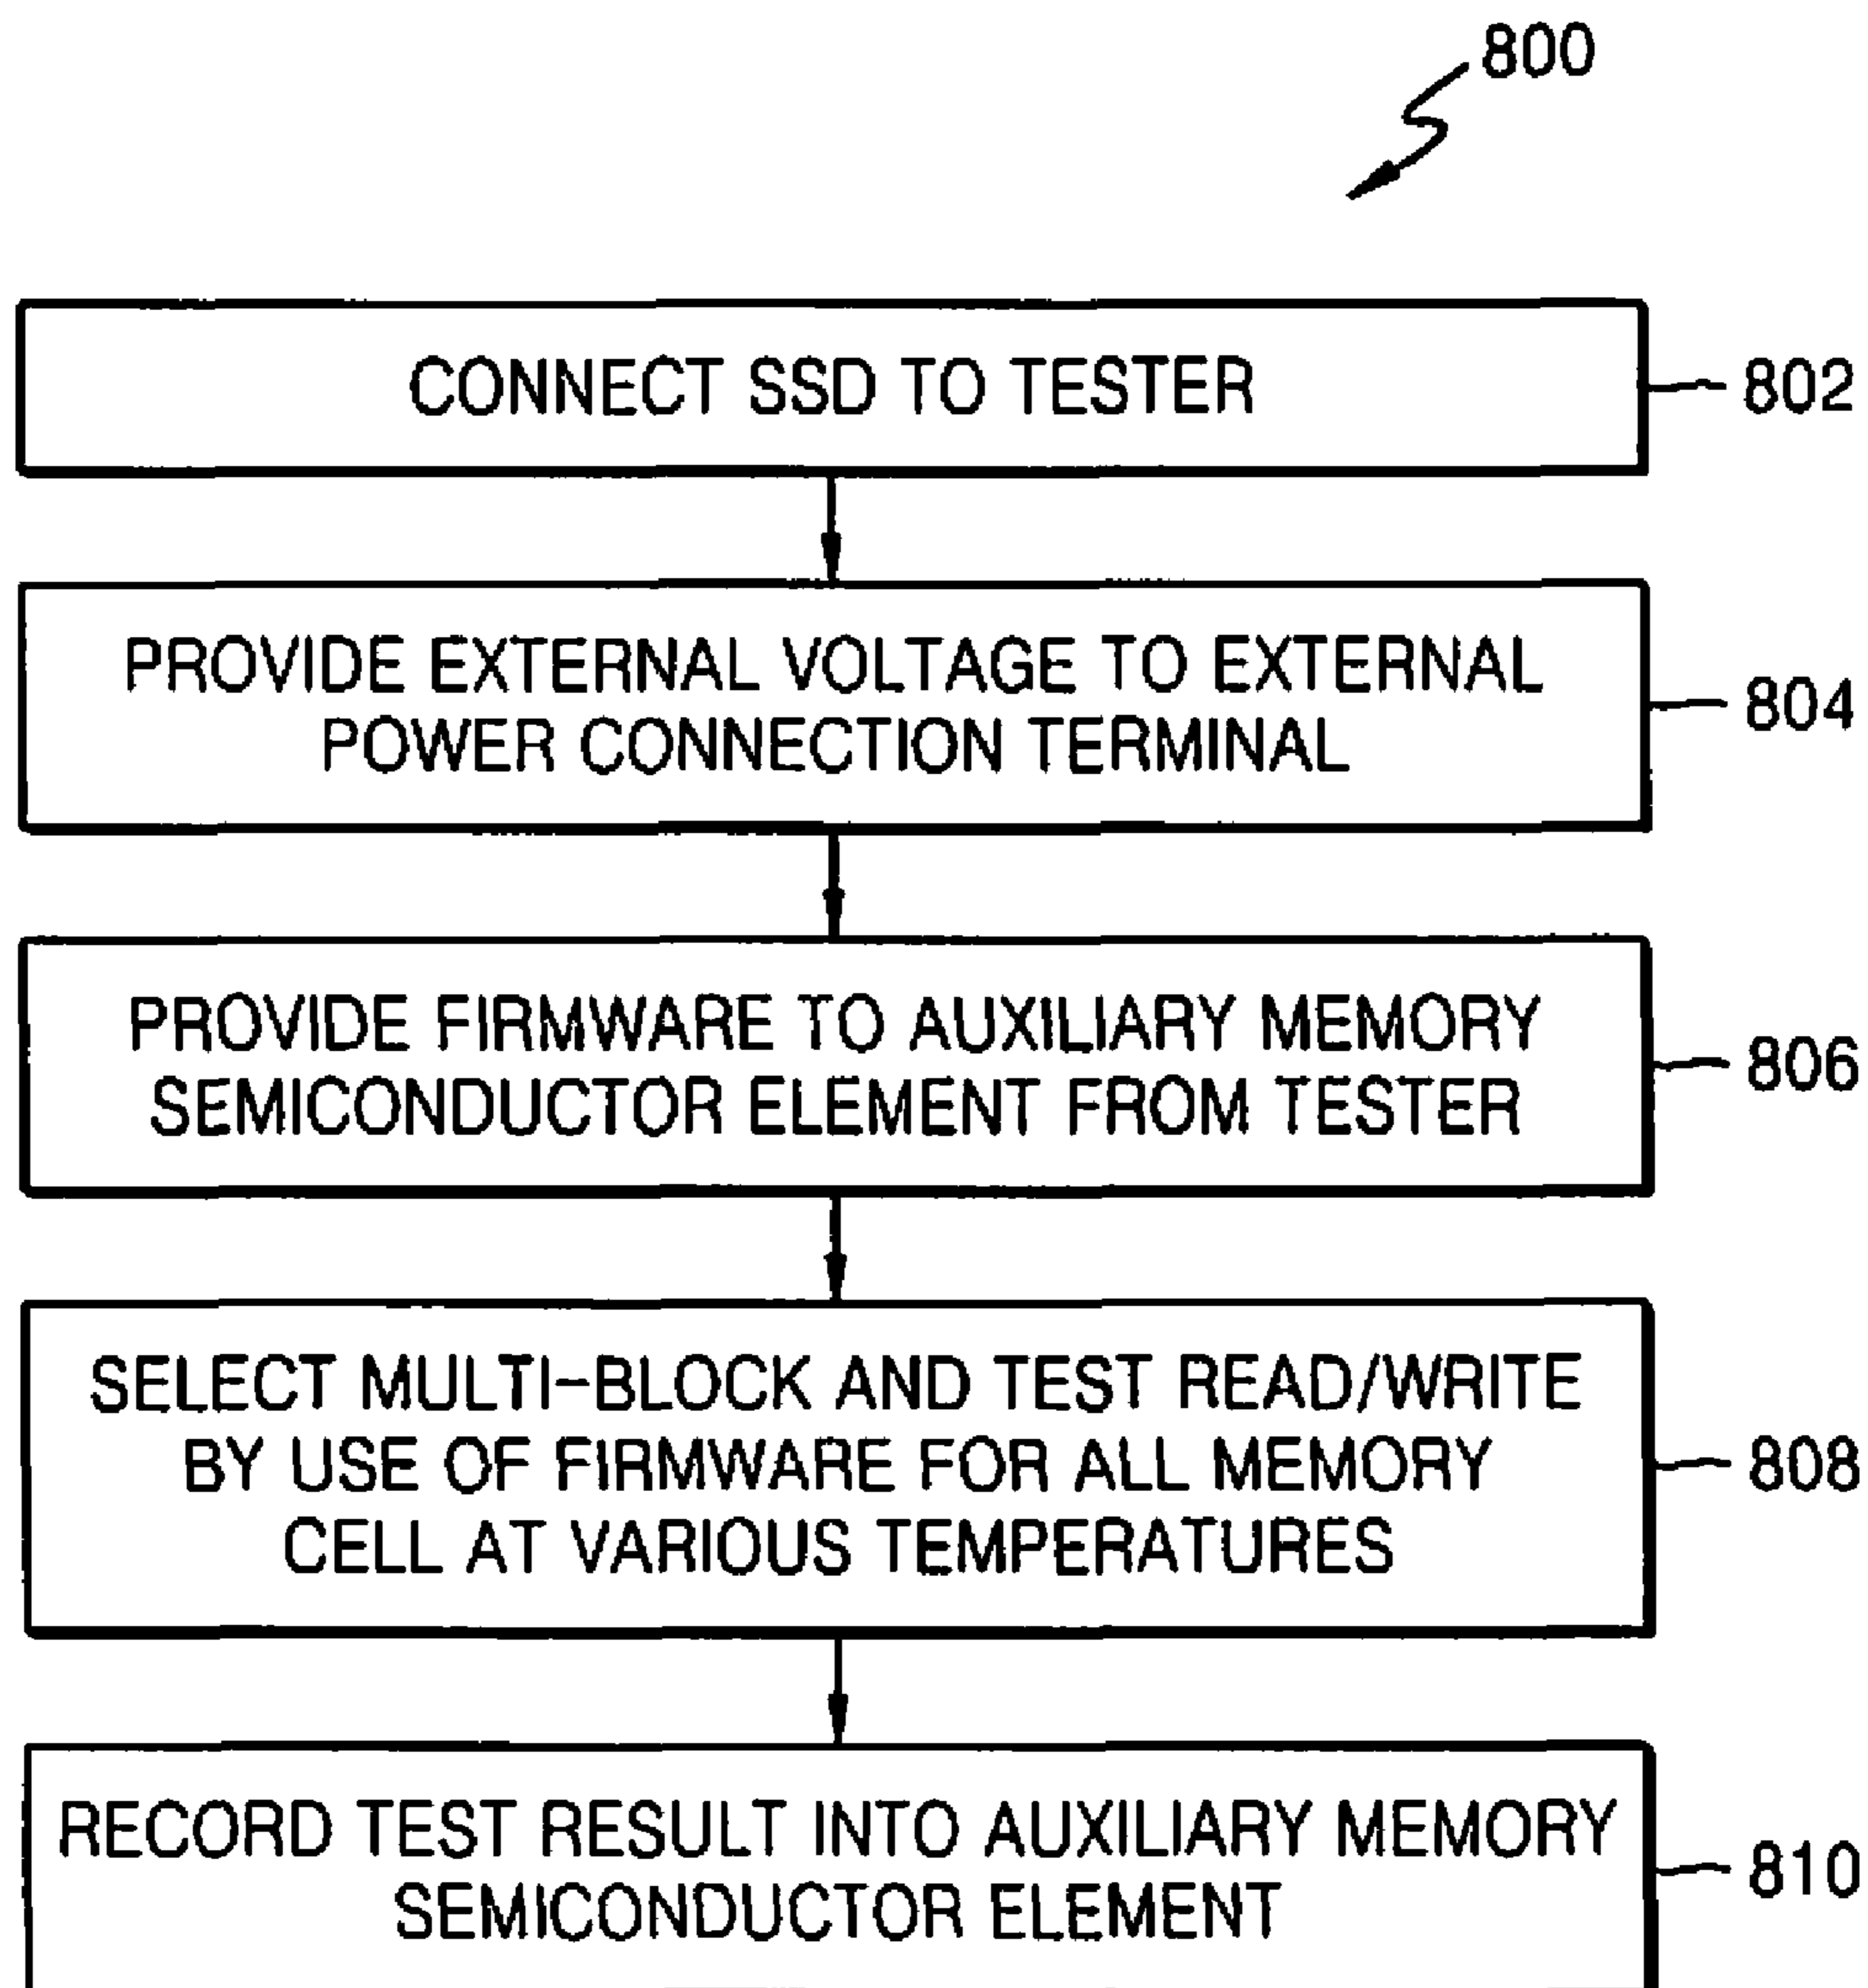 800
CONNECT SSD TO TESTER
802
PROVIDE EXTERNAL VOLTAGE TO EXTERNAL
POWER CONNECTION TERMINAL
804
PROVIDE FIRMWARE TO AUXILIARY MEMORY
SEMICONDUCTOR ELEMENT FROM TESTER
806
SELECT MULTI-BLOCK AND TEST READ/WRITE
BY USE OF FIRMWARE FOR ALL MEMORY
CELL AT VARIOUS TEMPERATURES
808
RECORD TEST RESULT INTO AUXILIARY MEMORY
SEMICONDUCTOR ELEMENT
810